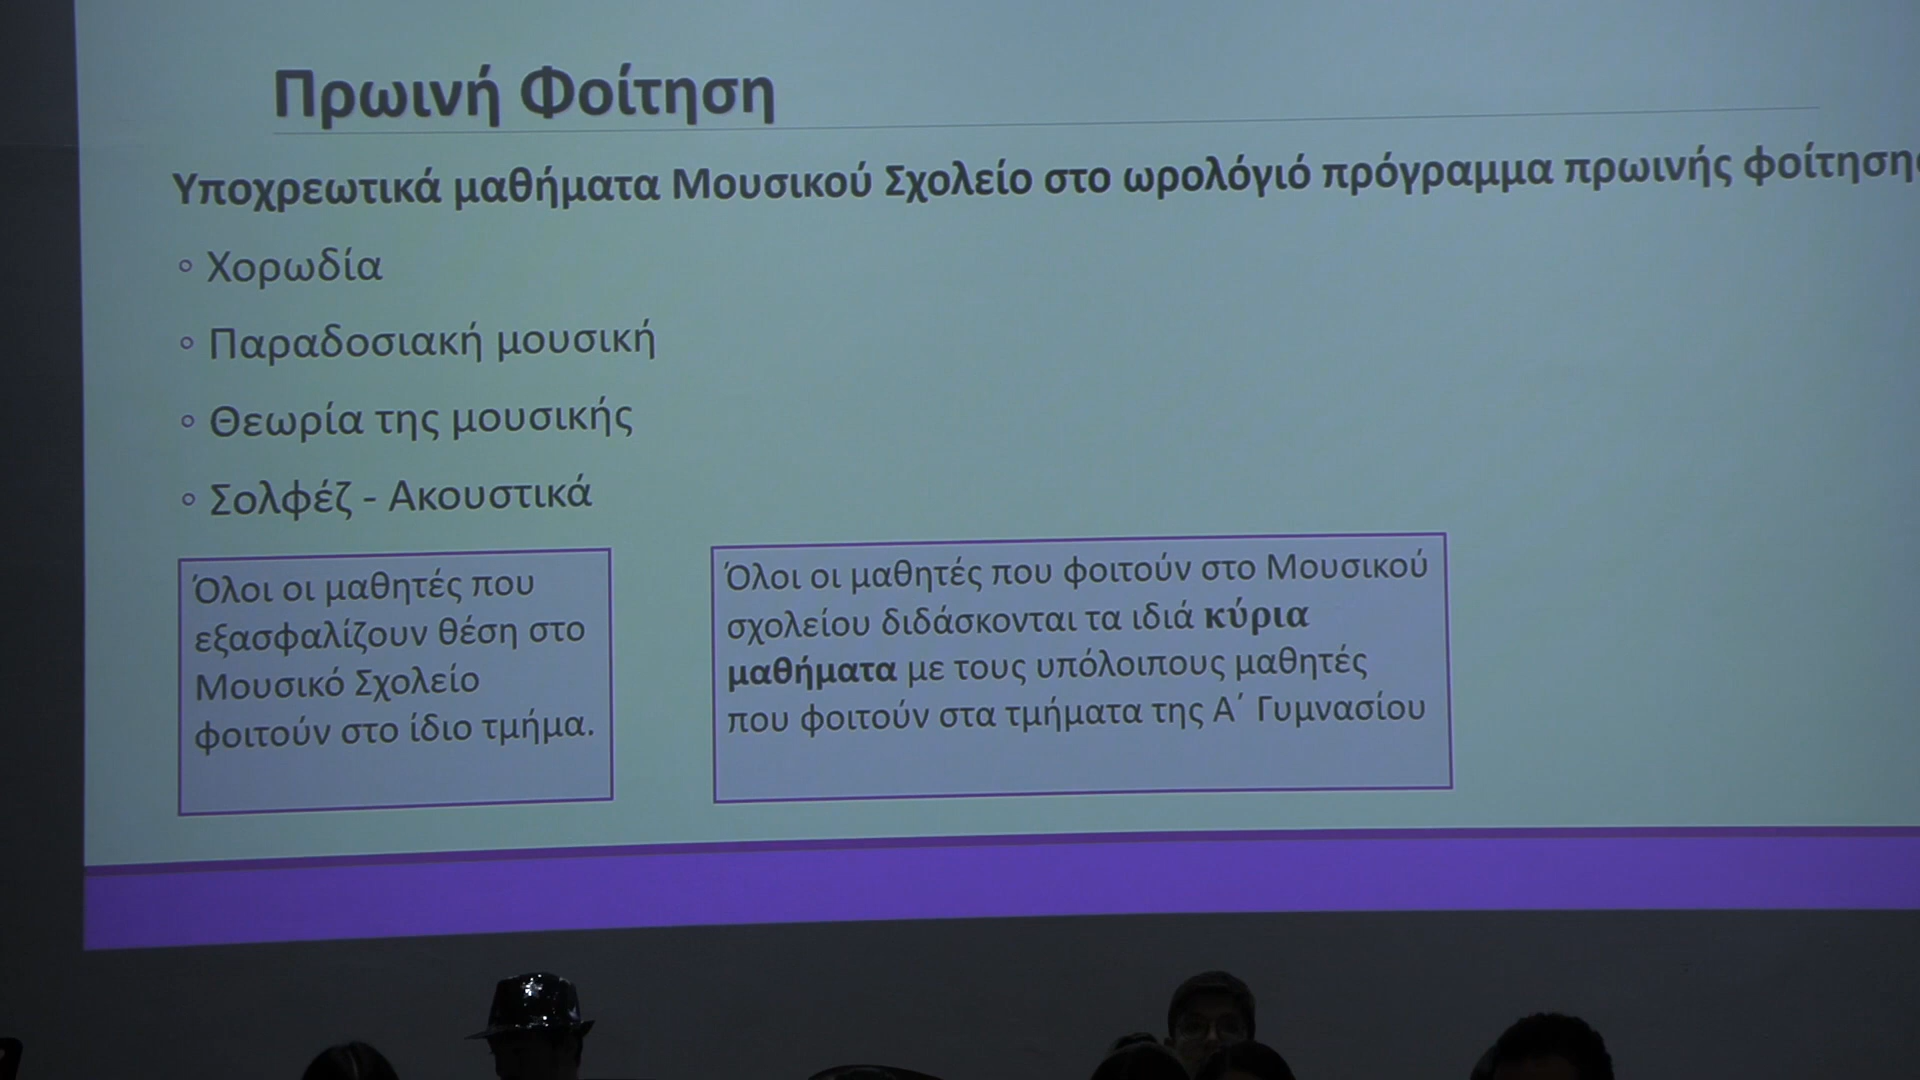 Πρωινή Φοίτηση
Υποχρεωτικά μαθήματα Μουσικού Σχολείο στο ωρολόγιό πρόγραμμα πρωινής φοίτησης
◦ Χορωδία
◦ Παραδοσιακή μουσική
◦ Θεωρία της μουσικής
◦ Σολφέζ - Ακουστικά
Όλοι οι μαθητές που
εξασφαλίζουν θέση στο
Μουσικό Σχολείο
φοιτούν στο ίδιο τμήμα.
Όλοι οι μαθητές που φοιτούν στο Μουσικού
σχολείου διδάσκονται τα ιδιά κύρια
μαθήματα με τους υπόλοιπους μαθητές
που φοιτούν στα τμήματα της Α΄ Γυμνασίου